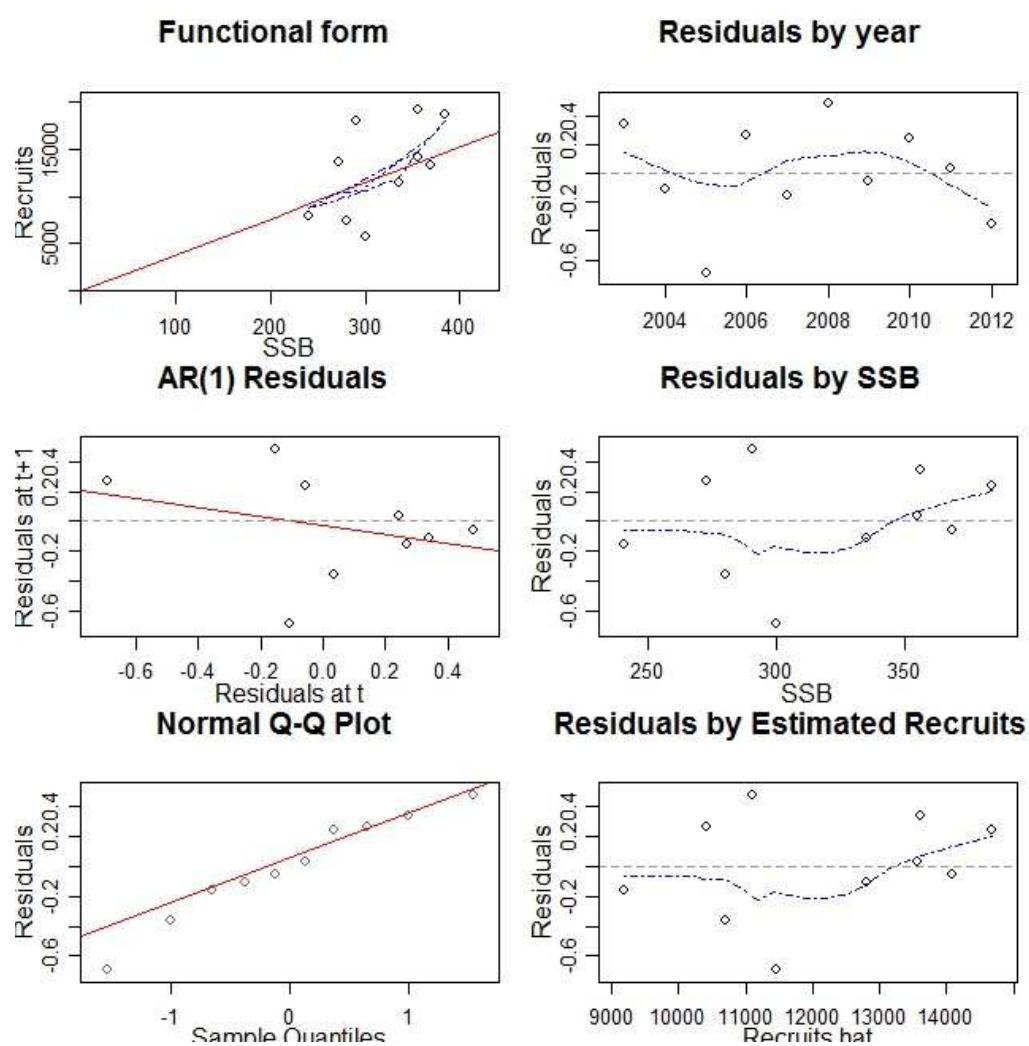 Functional form
Recruits
5000 15000
100 200 300 400
SSB
Residuals by year
Residuals
-0.6 -0.2 0.2 0.4
2004 2006 2008 2010 2012
AR(1) Residuals
Residuals at t+1
-0.6 -0.2 0.2 0.4
-0.6 -0.4 -0.2 0.0 0.2 0.4
Residuals at t
Residuals by SSB
Residuals
-0.6 -0.2 0.2 0.4
250 300 350
SSB
Normal Q-Q Plot
Residuals
-0.6 -0.2 0.2 0.4
-1 0 1
Sample Quantiles
Residuals by Estimated Recruits
Residuals
-0.6 -0.2 0.2 0.4
9000 10000 11000 12000 13000 14000
Recruits hat